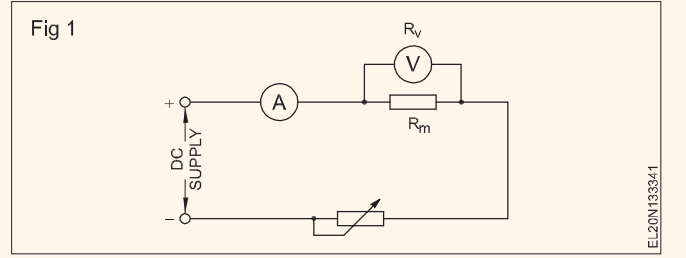 Fig 1
Rv
V
A
Rm
+
DC
SUPPLY
−
EL20N133341